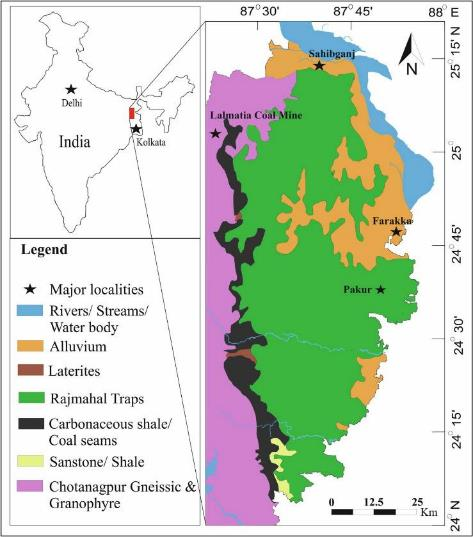 87° 30' 87° 45' 88° E
25° 15' N
Sahibganj
N
Delhi
Lalmatia Coal Mine
Kolkata
India
25°
Farakka
24° 45'
Legend
Major localities
Pakur
Rivers/ Streams/
Water body
Alluvium
24° 30'
Laterites
Rajmahal Traps
Carbonaceous shale/
Coal seams
24° 15'
Sanstone/ Shale
Chotanagpur Gneissic &
Granophyre
0 12.5 25
Km
24° N